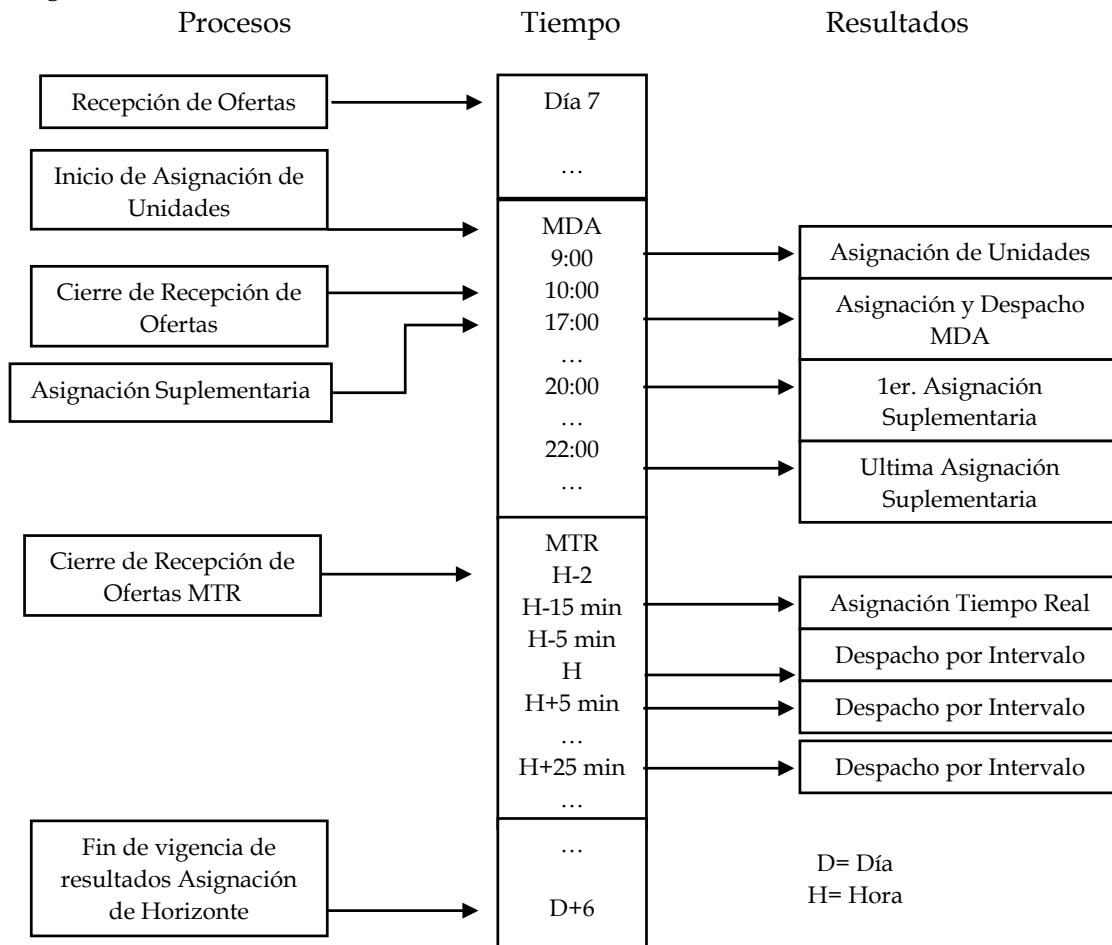 Procesos
Tiempo
Resultados
Recepción de Ofertas
Día 7
…
Inicio de Asignación de
Unidades
MDA
9:00
Asignación de Unidades
Cierre de Recepción de
Ofertas
10:00
17:00
Asignación y Despacho
MDA
…
Asignación Suplementaria
20:00
1er. Asignación
Suplementaria
…
22:00
Ultima Asignación
Suplementaria
…
Cierre de Recepción de
Ofertas MTR
MTR
H-2
H-15 min
Asignación Tiempo Real
H-5 min
Despacho por Intervalo
H
H+5 min
Despacho por Intervalo
…
H+25 min
Despacho por Intervalo
…
Fin de vigencia de
resultados Asignación
de Horizonte
…
D+6
D= Día
H= Hora